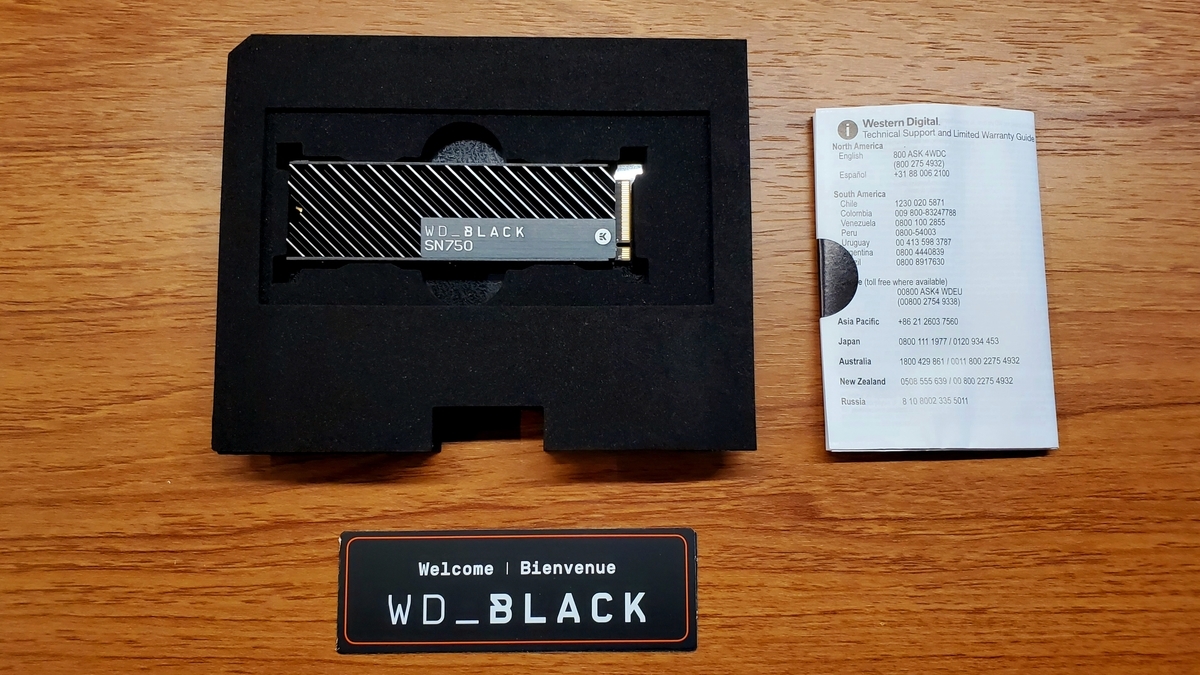 WD_BLACK
SN750
i
Western Digital.
Technical Support and Limited Warranty Guide
North America
English 800 ASK 4WDC
(800 275 4932)
Español +31 88 006 2100
South America
Chile 1230 020 5871
Colombia 009 800-83247788
Venezuela 0800 100 2855
Peru 0800-54003
Uruguay 00 413 598 3787
0800 4440839
0800 8917630
(toll free where available)
00800 ASK4 WDEU
(00800 2754 9338)
Asia Pacific +86 21 2603 7560
Japan 0800 111 1977 / 0120 934 453
Australia 1800 429 861 / 0011 800 2275 4932
New Zealand 0508 555 639 / 00 800 2275 4932
Russia 8 10 8002 335 5011
Welcome | Bienvenue
WD_BLACK